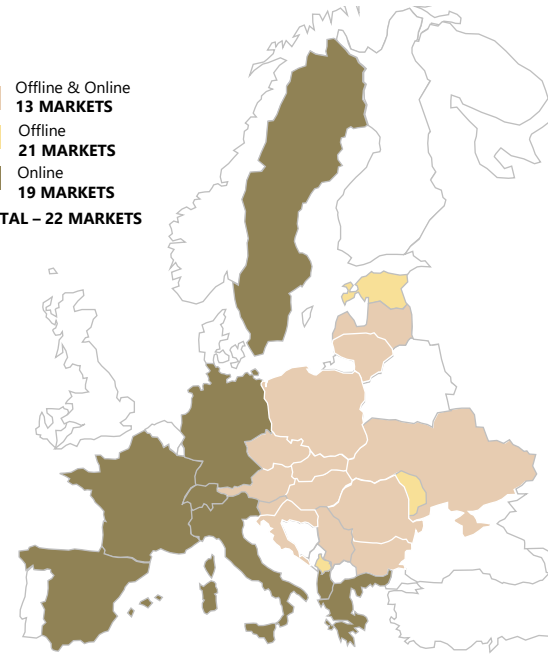 Offline & Online
13 MARKETS
Offline
21 MARKETS
Online
19 MARKETS
TAL – 22 MARKETS